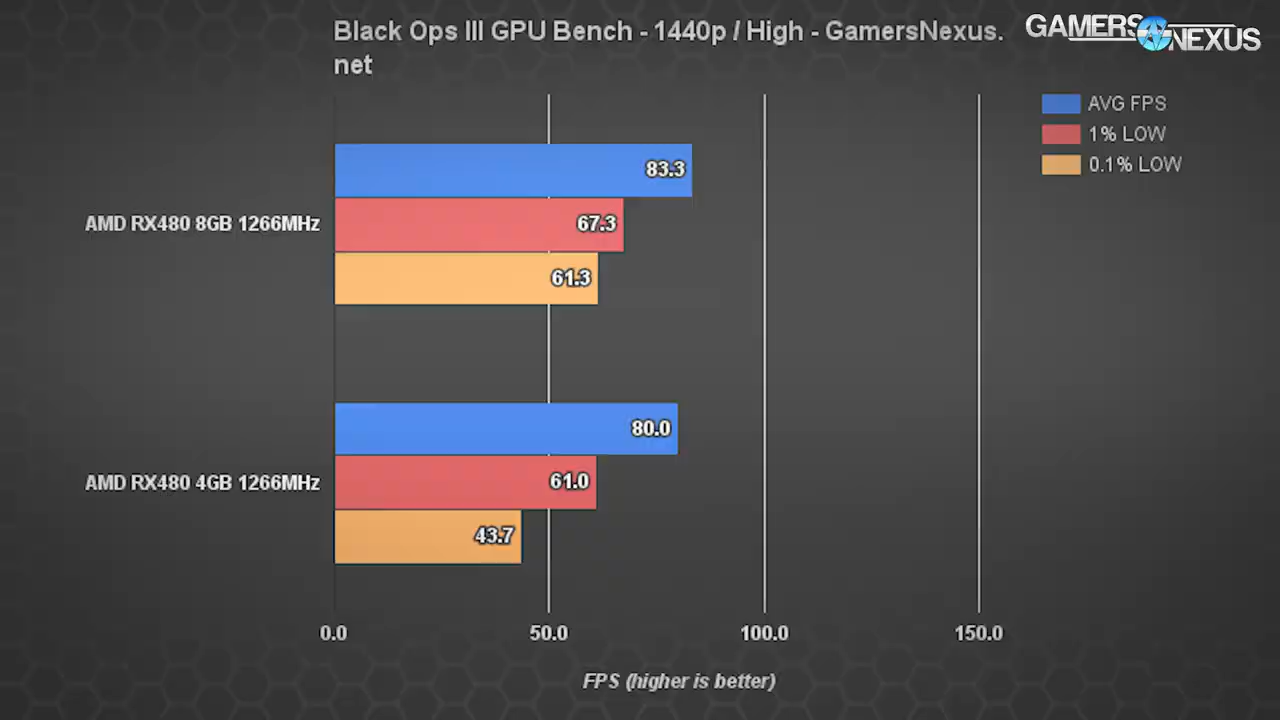 Black Ops III GPU Bench - 1440p / High - GamersNexus.
net
GAMERS NEXUS
AVG FPS
1% LOW
0.1% LOW
AMD RX480 8GB 1266MHz
83.3
67.3
61.3
AMD RX480 4GB 1266MHz
80.0
61.0
43.7
0.0 50.0 100.0 150.0
FPS (higher is better)